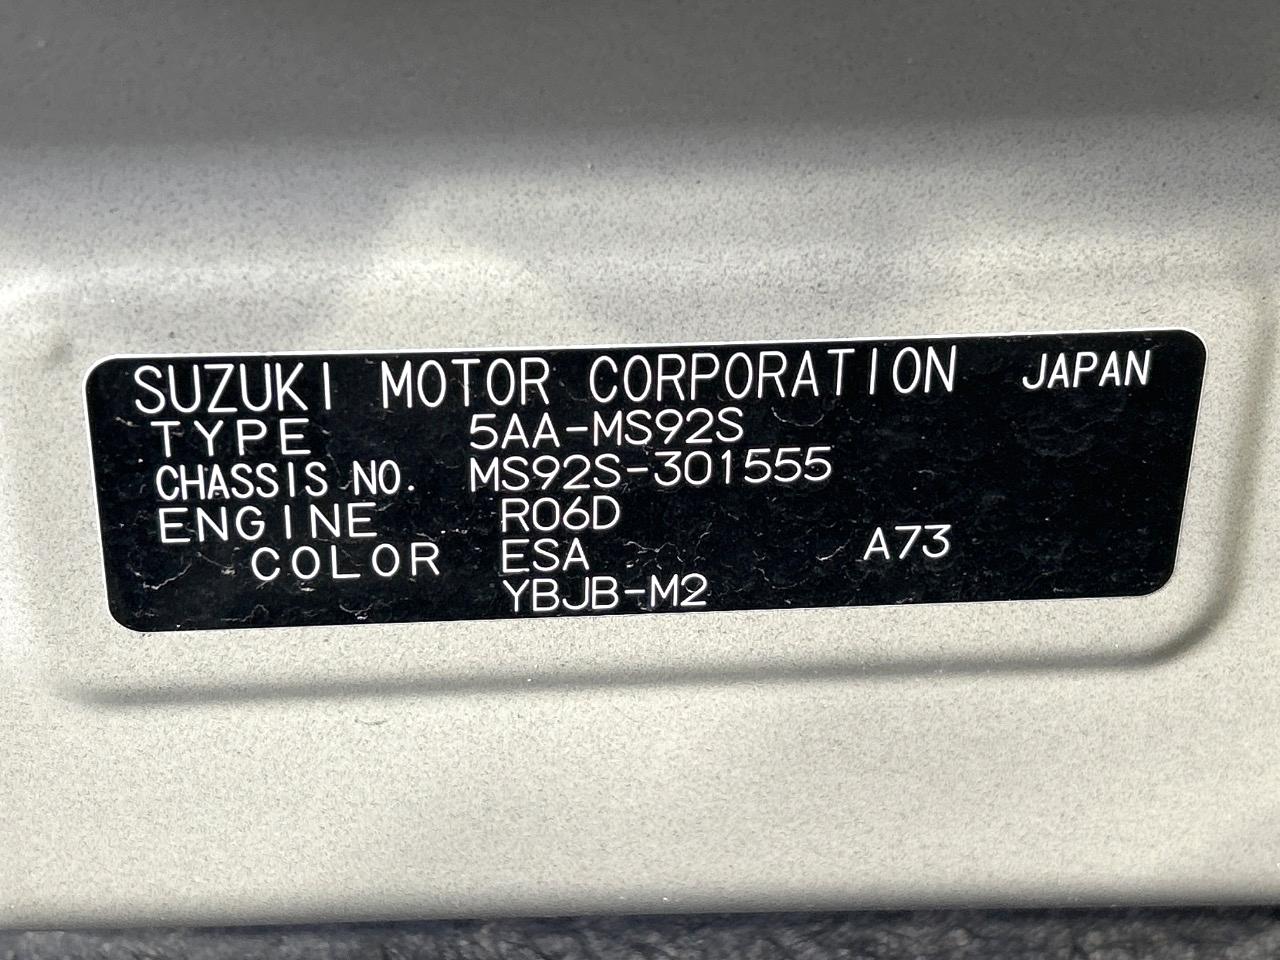 SUZUKI MOTOR CORPORATION JAPAN
TYPE 5AA-MS92S
CHASSIS NO. MS92S-301555
ENGINE R06D
COLOR ESA A73
YBJB-M2